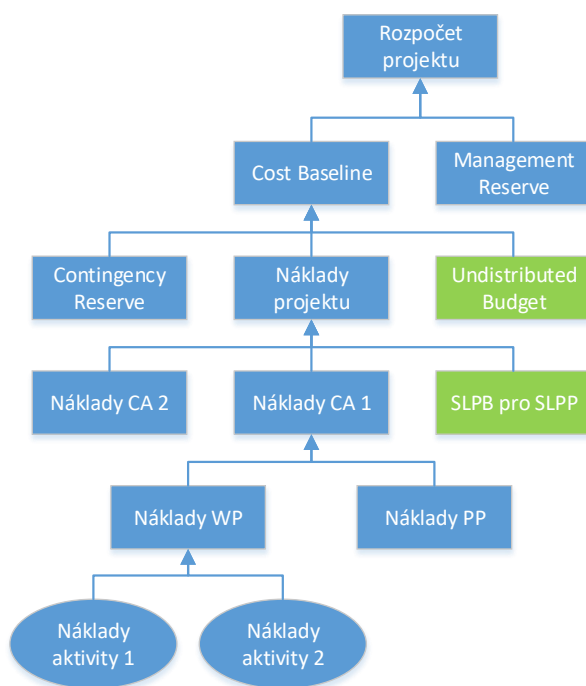 Rozpočet
projektu
Cost Baseline
Management
Reserve
Contingency
Reserve
Náklady
projektu
Undistributed
Budget
Náklady CA 2
Náklady CA 1
SLPB pro SLPP
Náklady WP
Náklady PP
Náklady
aktivity 1
Náklady
aktivity 2